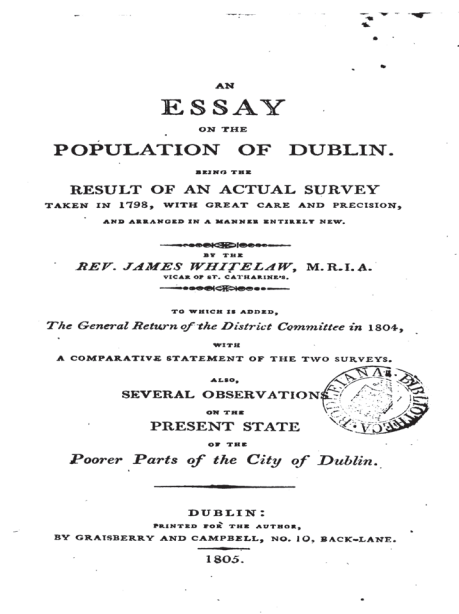 AN
ESSAY
ON THE
POPULATION OF DUBLIN.
BEING THE
RESULT OF AN ACTUAL SURVEY
TAKEN IN 1798, WITH GREAT CARE AND PRECISION,
AND ARRANGED IN A MANNER ENTIRELY NEW.
BY THE
REV. JAMES WHITELAW, M.R.I.A.
VICAR OF ST. CATHARINE'S.
TO WHICH IS ADDED,
The General Return of the District Committee in 1804,
WITH
A COMPARATIVE STATEMENT OF THE TWO SURVEYS.
ALSO,
SEVERAL OBSERVATIONS
ON THE
PRESENT STATE
OF THE
Poorer Parts of the City of Dublin.
DUBLIN:
PRINTED FOR THE AUTHOR,
BY GRAISBERRY AND CAMPBELL, NO. 10, BACK-LANE.
1805.